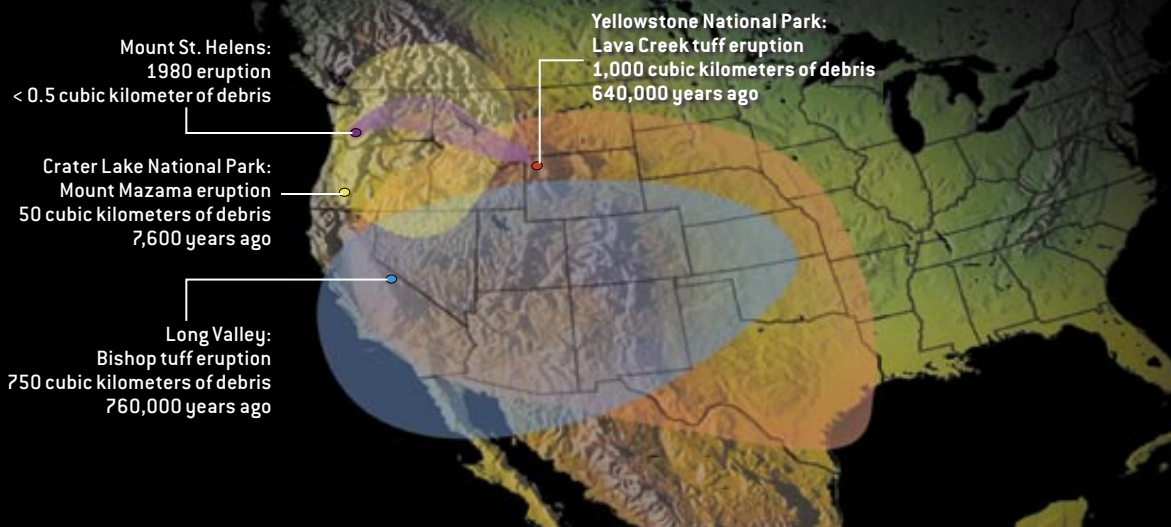 Mount St. Helens:
1980 eruption
< 0.5 cubic kilometer of debris
Yellowstone National Park:
Lava Creek tuff eruption
1,000 cubic kilometers of debris
640,000 years ago
Crater Lake National Park:
Mount Mazama eruption
50 cubic kilometers of debris
7,600 years ago
Long Valley:
Bishop tuff eruption
750 cubic kilometers of debris
760,000 years ago